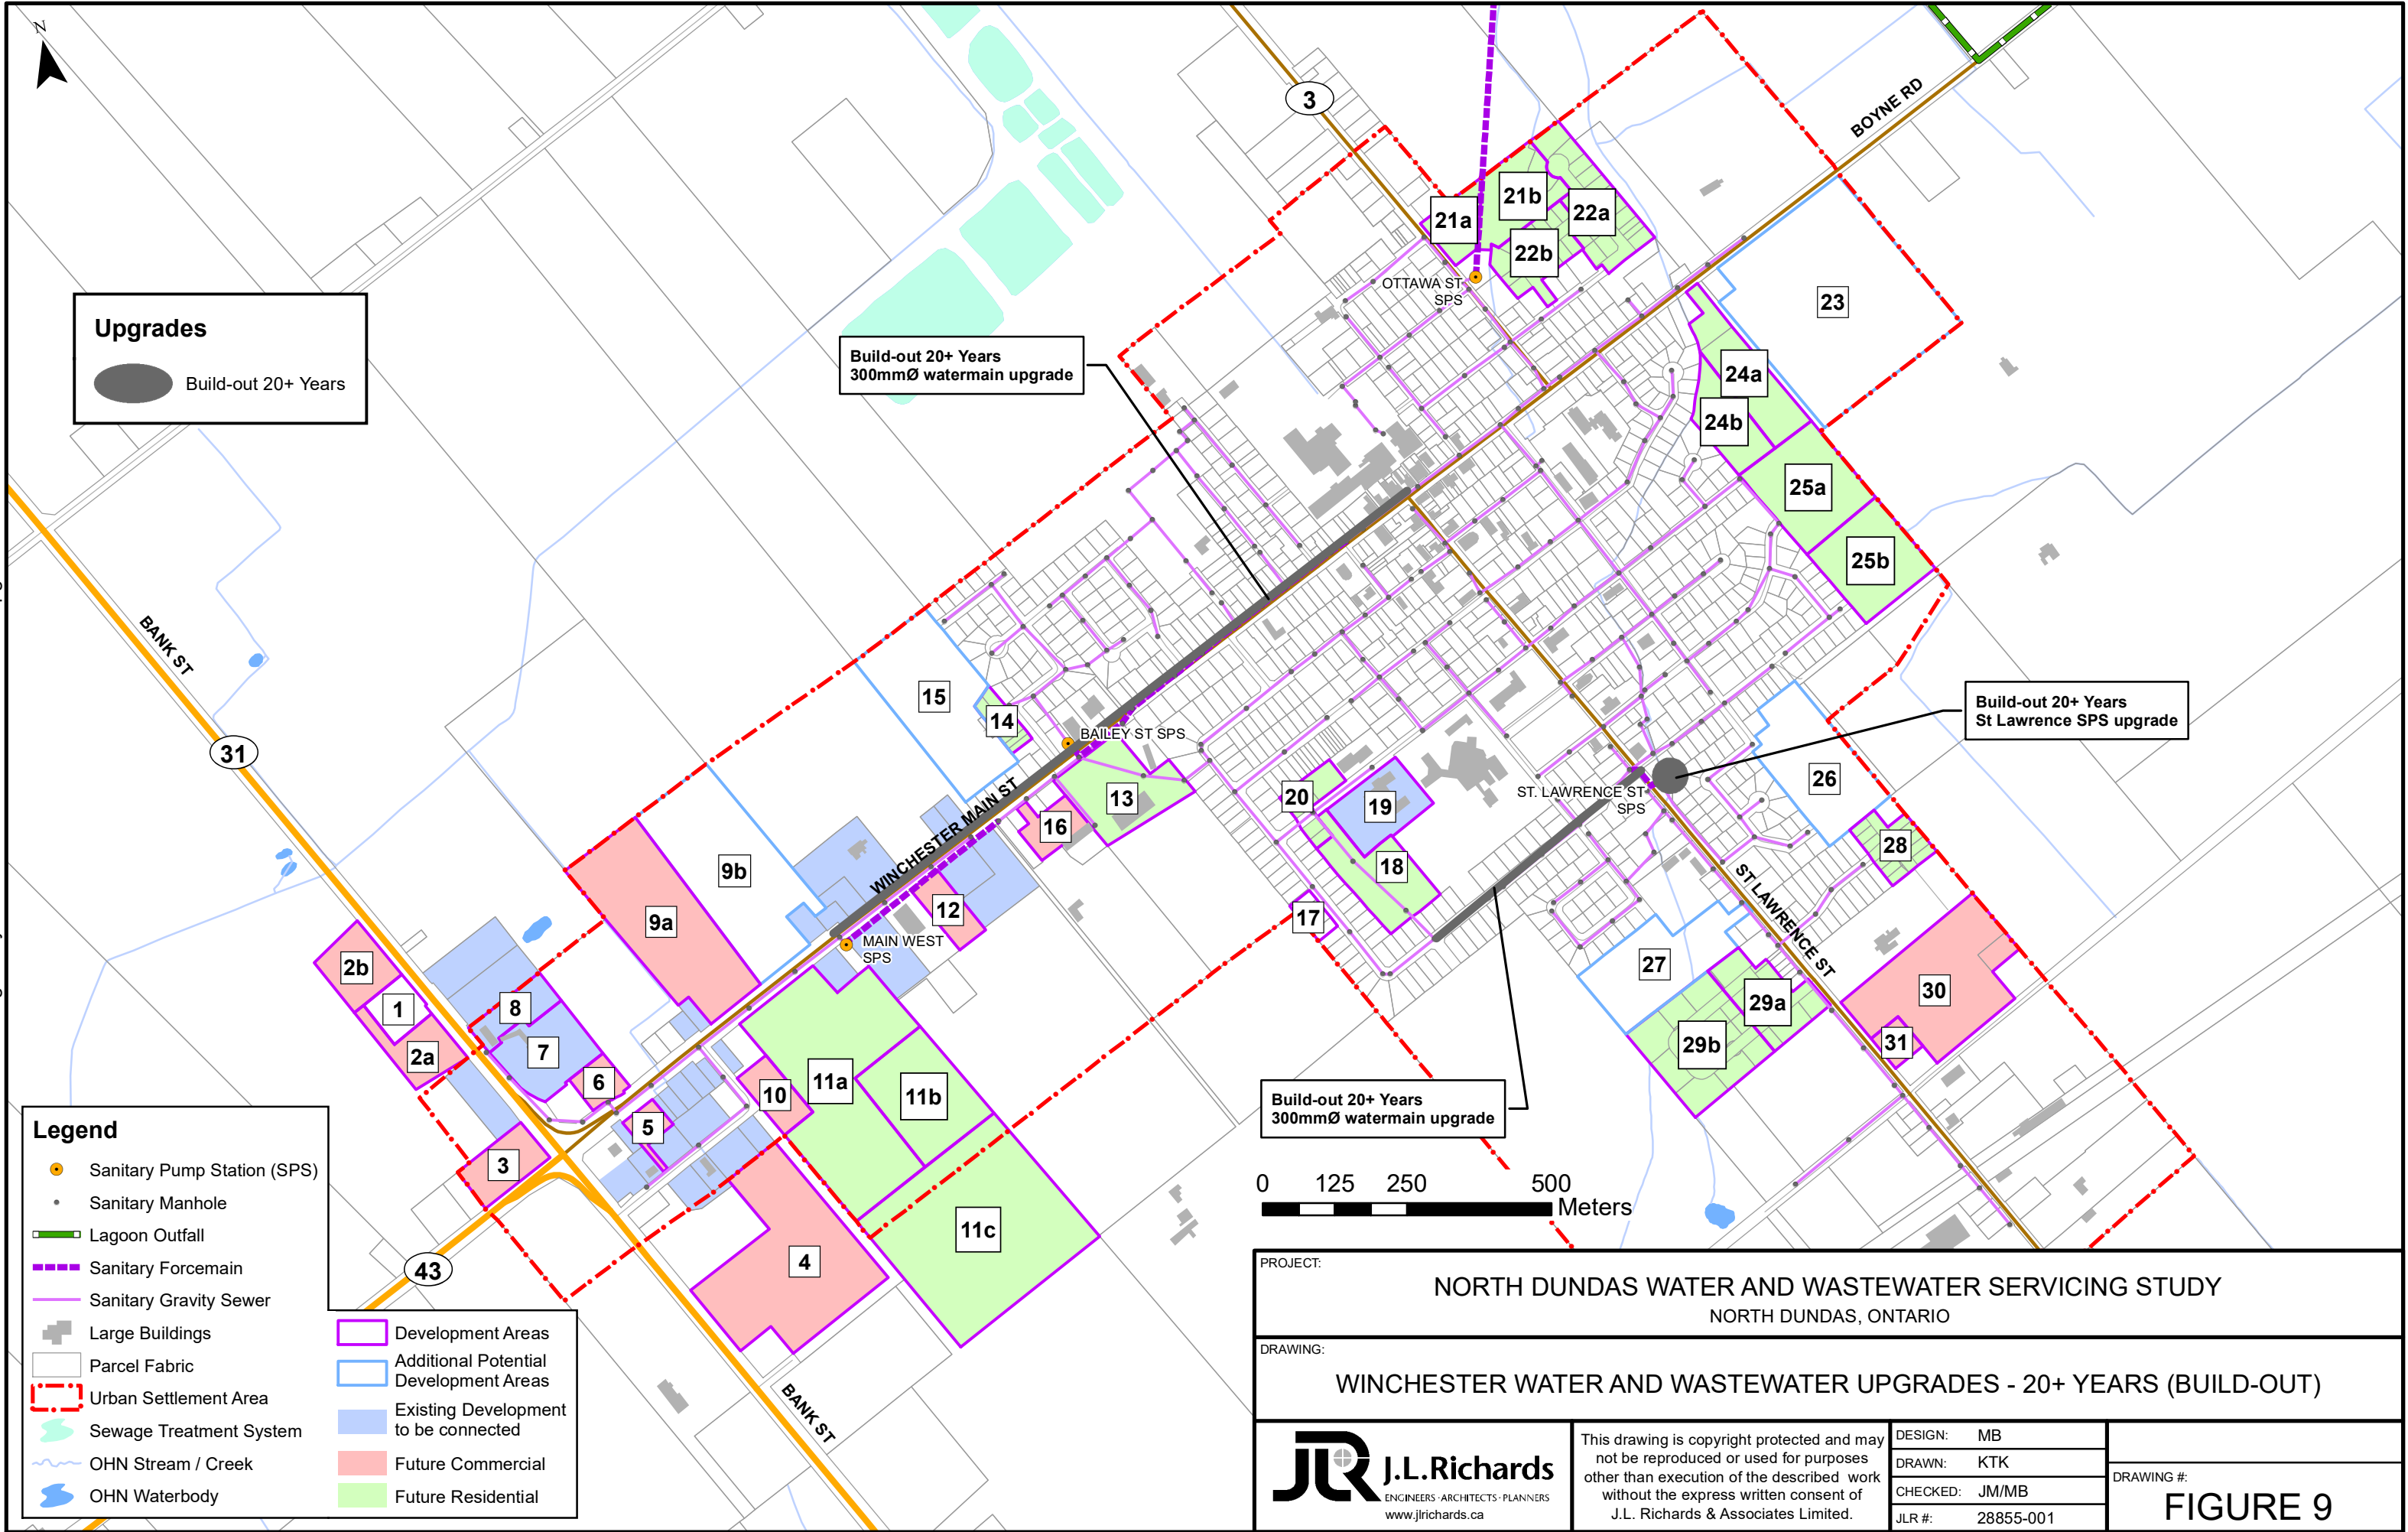 N
3
BOYNE RD
Upgrades
Build-out 20+ Years
Build-out 20+ Years
300mmØ watermain upgrade
21a
21b
22a
22b
OTTAWA ST
SPS
23
24a
24b
25a
25b
BANK ST
31
15
14
BAILEY ST SPS
13
16
WINCHESTER MAIN ST
9b
9a
12
MAIN WEST
SPS
20
19
18
17
ST. LAWRENCE ST
SPS
Build-out 20+ Years
St Lawrence SPS upgrade
26
28
ST LAWRENCE ST
27
29a
29b
30
31
2b
1
2a
8
7
6
5
3
10
11a
11b
11c
4
43
BANK ST
Build-out 20+ Years
300mmØ watermain upgrade
0 125 250 500
Meters
Legend
Sanitary Pump Station (SPS)
Sanitary Manhole
Lagoon Outfall
Sanitary Forcemain
Sanitary Gravity Sewer
Large Buildings
Parcel Fabric
Urban Settlement Area
Sewage Treatment System
OHN Stream / Creek
OHN Waterbody
Development Areas
Additional Potential
Development Areas
Existing Development
to be connected
Future Commercial
Future Residential
PROJECT:
NORTH DUNDAS WATER AND WASTEWATER SERVICING STUDY
NORTH DUNDAS, ONTARIO
DRAWING:
WINCHESTER WATER AND WASTEWATER UPGRADES - 20+ YEARS (BUILD-OUT)
JLR J.L.Richards
ENGINEERS · ARCHITECTS · PLANNERS
www.jlrichards.ca
This drawing is copyright protected and may
not be reproduced or used for purposes
other than execution of the described work
without the express written consent of
J.L. Richards & Associates Limited.
DESIGN: MB
DRAWN: KTK
CHECKED: JM/MB
JLR #: 28855-001
DRAWING #:
FIGURE 9